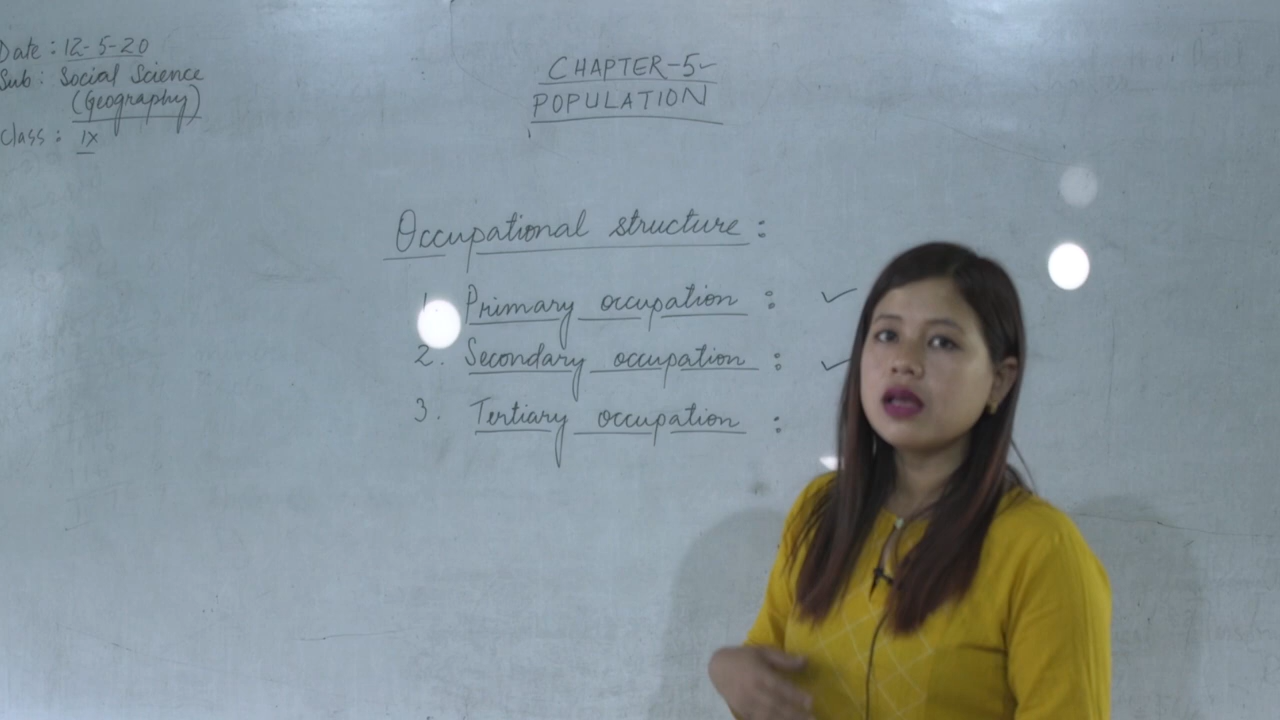 Date : 12-5-20
Sub : Social Science
(Geography)
Class : IX
CHAPTER-5
POPULATION
Occupational structure :
1. Primary occupation : ✓
2. Secondary occupation : ✓
3. Tertiary occupation :